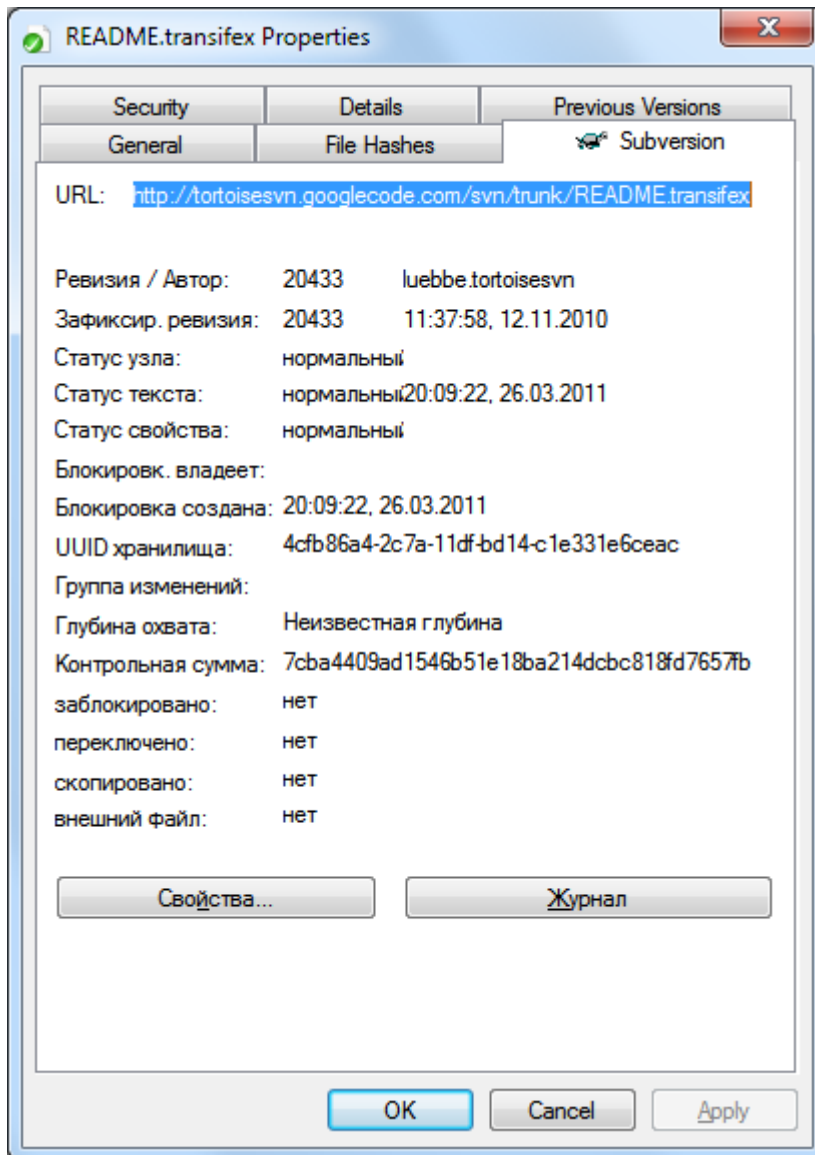 README.transifex Properties
Security Details Previous Versions
General File Hashes Subversion
URL: http://tortoisesvn.googlecode.com/svn/trunk/README.transifex
Ревизия / Автор: 20433 luebbe.tortoisesvn
Зафиксир. ревизия: 20433 11:37:58, 12.11.2010
Статус узла: нормальный
Статус текста: нормальный 20:09:22, 26.03.2011
Статус свойства: нормальный
Блокировк. владеет:
Блокировка создана: 20:09:22, 26.03.2011
UUID хранилища: 4cfb86a4-2c7a-11df-bd14-c1e331e6ceac
Группа изменений:
Глубина охвата: Неизвестная глубина
Контрольная сумма: 7cba4409ad1546b51e18ba214dcbc818fd7657fb
заблокировано: нет
переключено: нет
скопировано: нет
внешний файл: нет
Свойства... Журнал
OK Cancel Apply